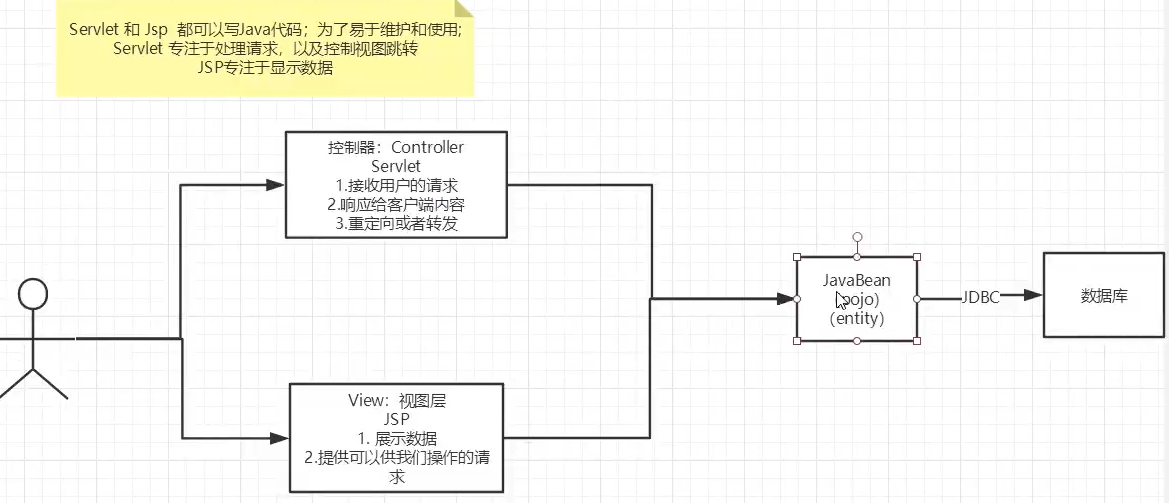 Servlet 和 Jsp 都可以写Java代码；为了易于维护和使用;
Servlet 专注于处理请求，以及控制视图跳转
JSP专注于显示数据
控制器：Controller
Servlet
1.接收用户的请求
2.响应给客户端内容
3.重定向或者转发
JavaBean
(pojo)
(entity)
JDBC
数据库
View：视图层
JSP
1. 展示数据
2.提供可以供我们操作的请
求